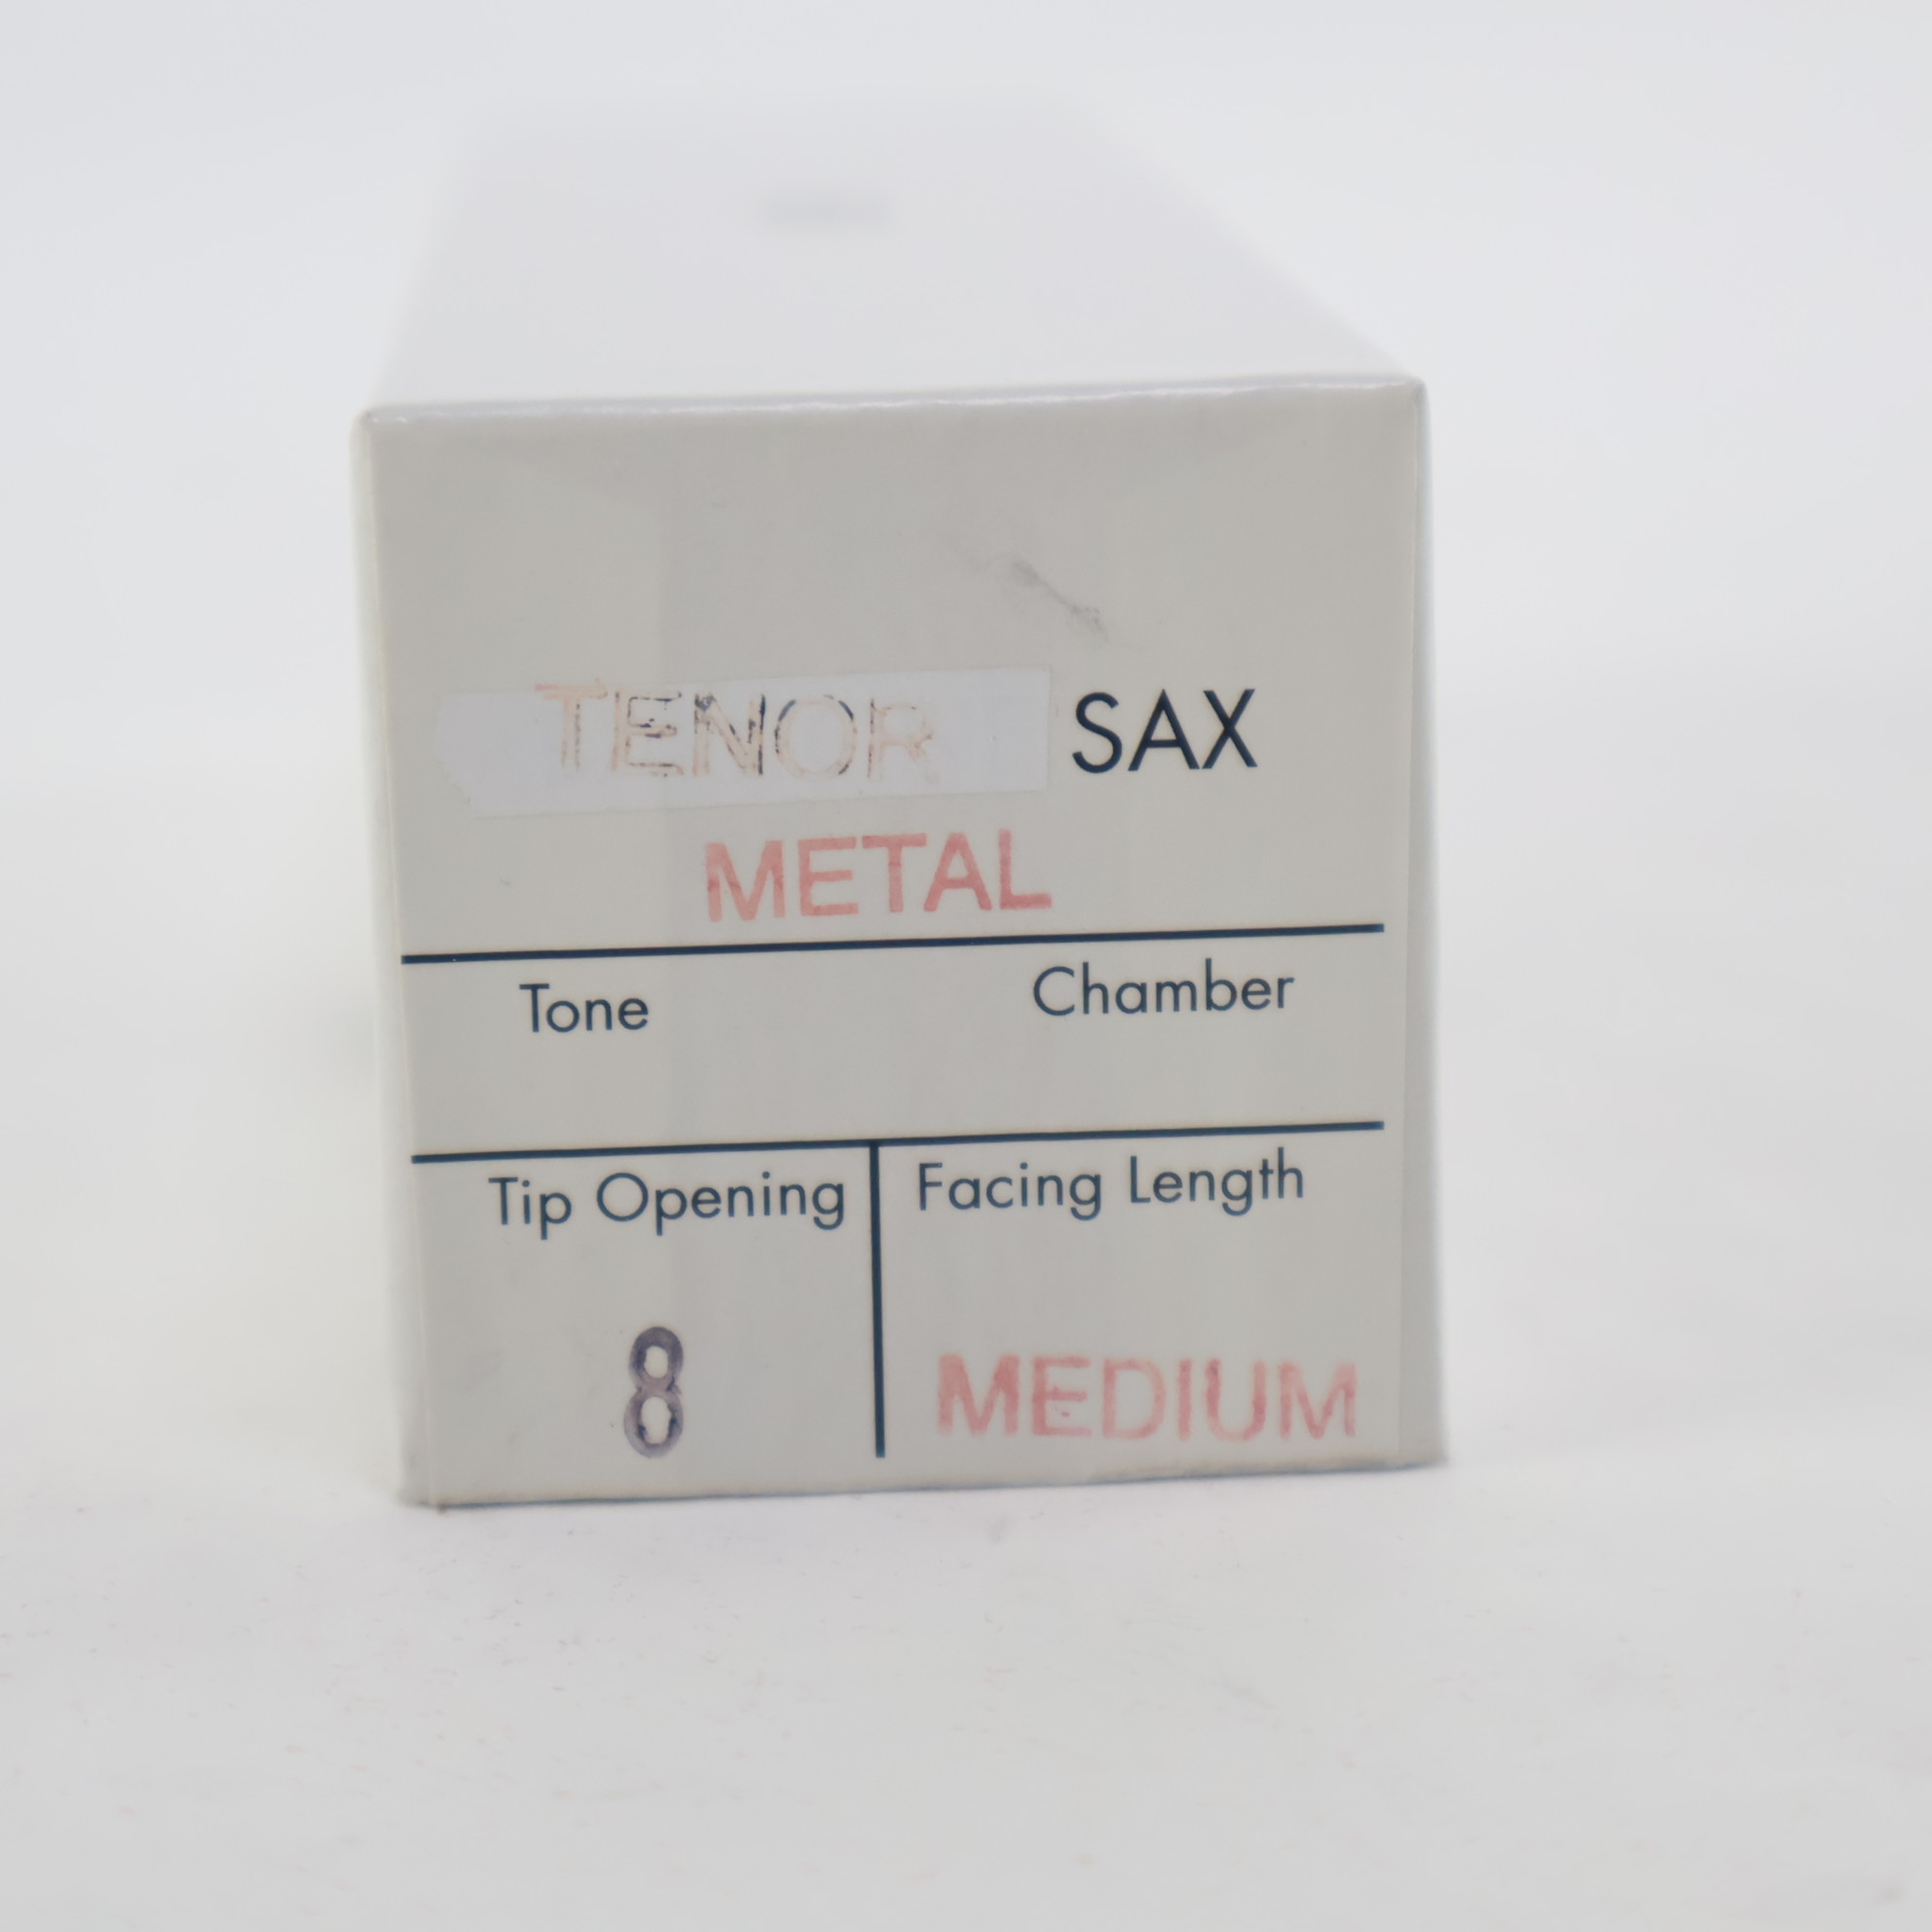 TENOR SAX
METAL
Tone Chamber
Tip Opening Facing Length
8 MEDIUM